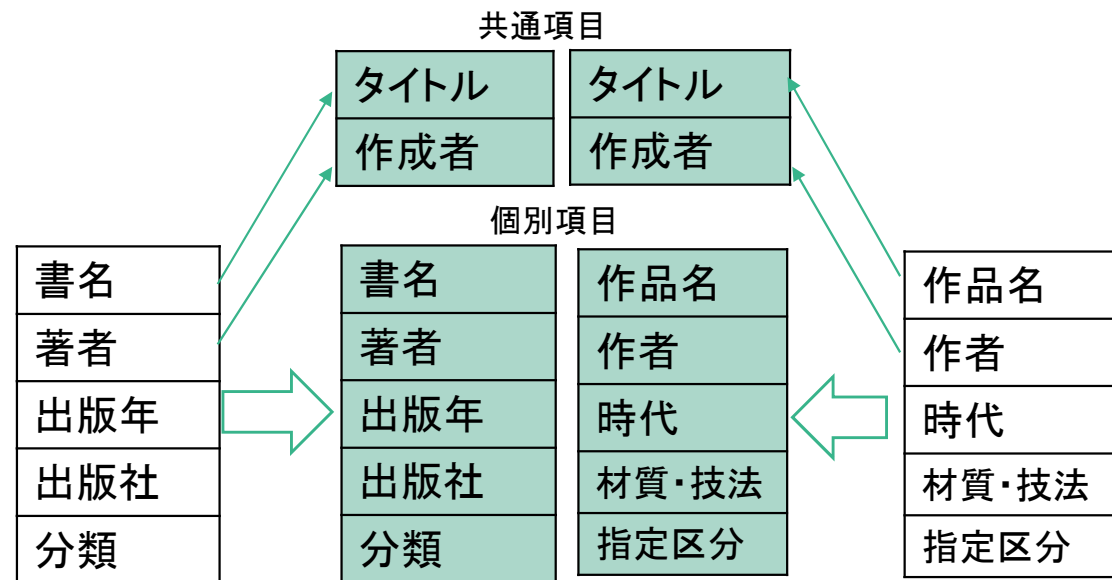 共通項目
タイトル
作成者
タイトル
作成者
個別項目
書名
著者
出版年
出版社
分類
書名
著者
出版年
出版社
分類
作品名
作者
時代
材質・技法
指定区分
作品名
作者
時代
材質・技法
指定区分